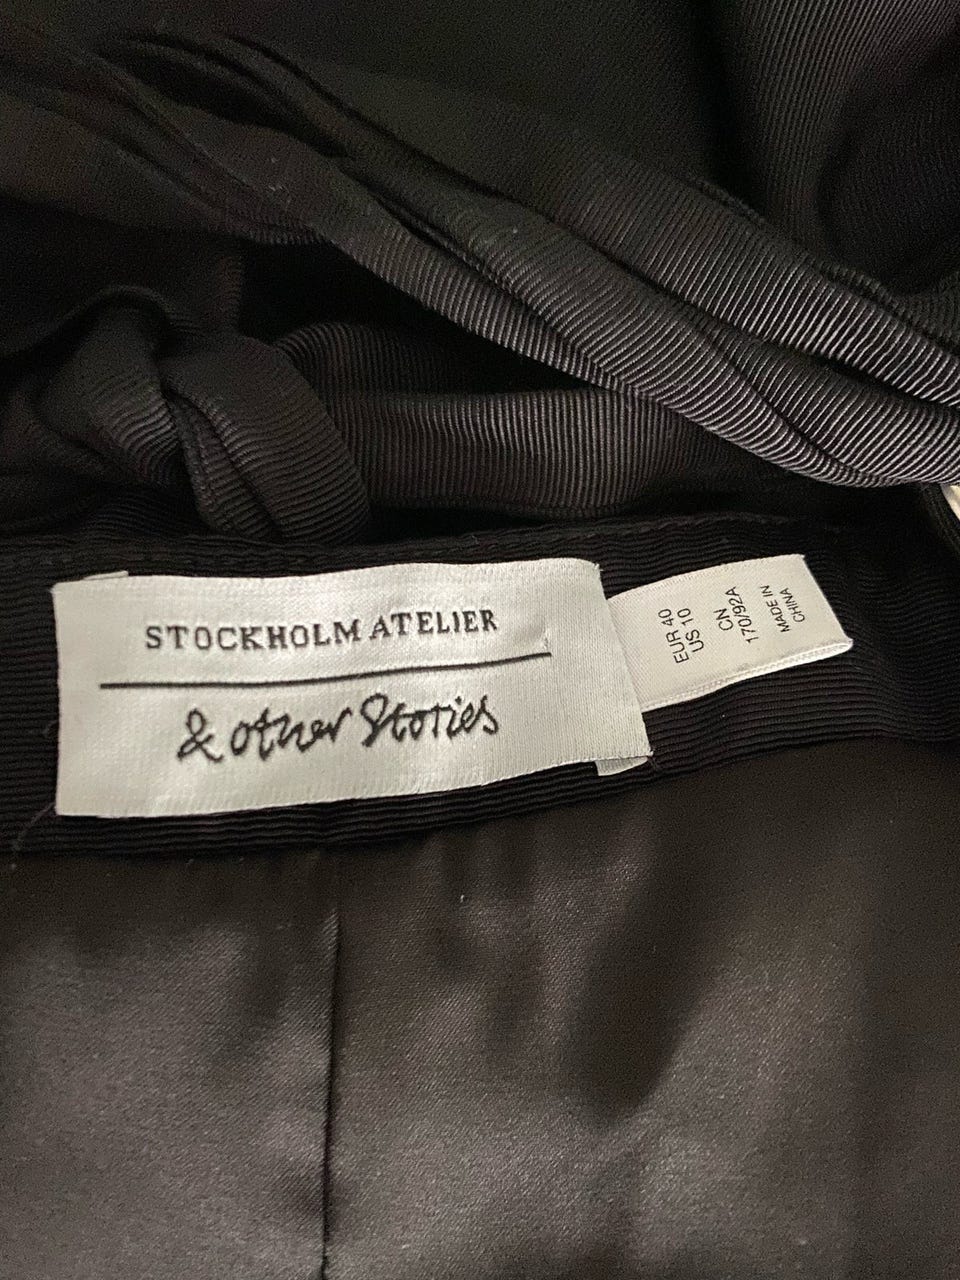 STOCKHOLM ATELIER
& other Stories
EUR 40
US 10
CN
170/92A
MADE IN
CHINA